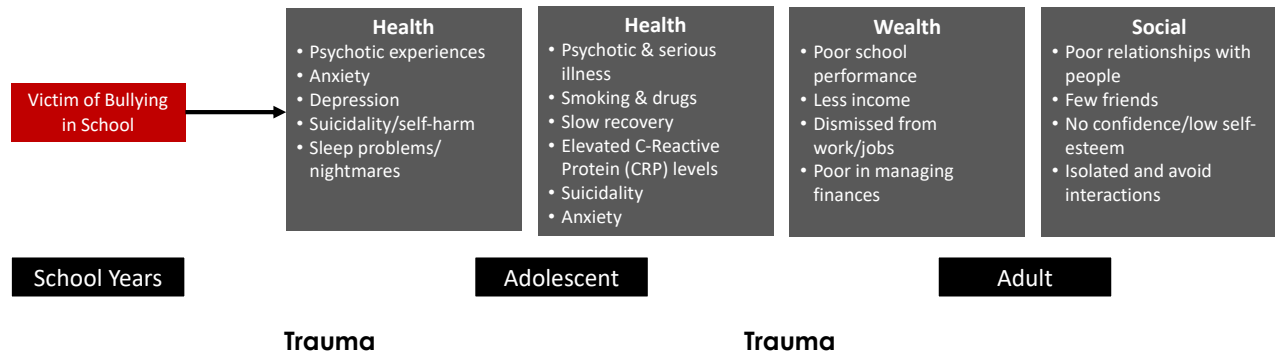 Victim of Bullying
in School
Health
• Psychotic experiences
• Anxiety
• Depression
• Suicidality/self-harm
• Sleep problems/
nightmares
Health
• Psychotic & serious
illness
• Smoking & drugs
• Slow recovery
• Elevated C-Reactive
Protein (CRP) levels
• Suicidality
• Anxiety
Wealth
• Poor school
performance
• Less income
• Dismissed from
work/jobs
• Poor in managing
finances
Social
• Poor relationships with
people
• Few friends
• No confidence/low self-
esteem
• Isolated and avoid
interactions
School Years
Adolescent
Adult
Trauma
Trauma